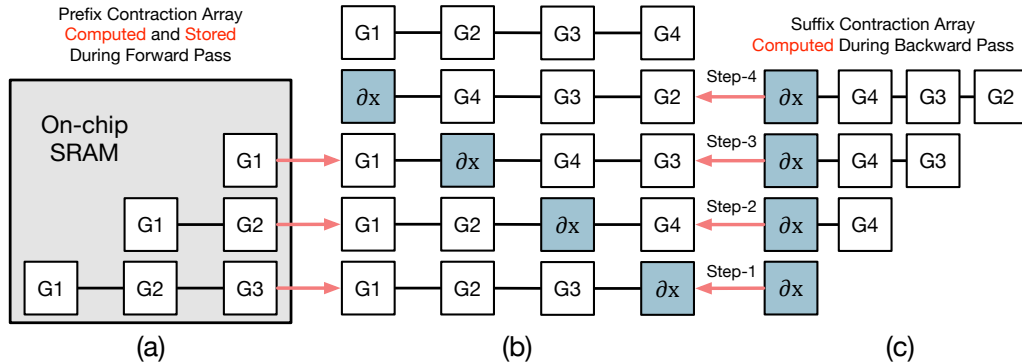 Prefix Contraction Array
Computed and Stored
During Forward Pass
G1 G2 G3 G4
Suffix Contraction Array
Computed During Backward Pass
On-chip
SRAM
∂x G4 G3 G2
Step-4
∂x G4 G3 G2
G1
G1 ∂x G4 G3
Step-3
∂x G4 G3
G1 G2
G1 G2 ∂x G4
Step-2
∂x G4
G1 G2 G3
G1 G2 G3 ∂x
Step-1
∂x
(a) (b) (c)